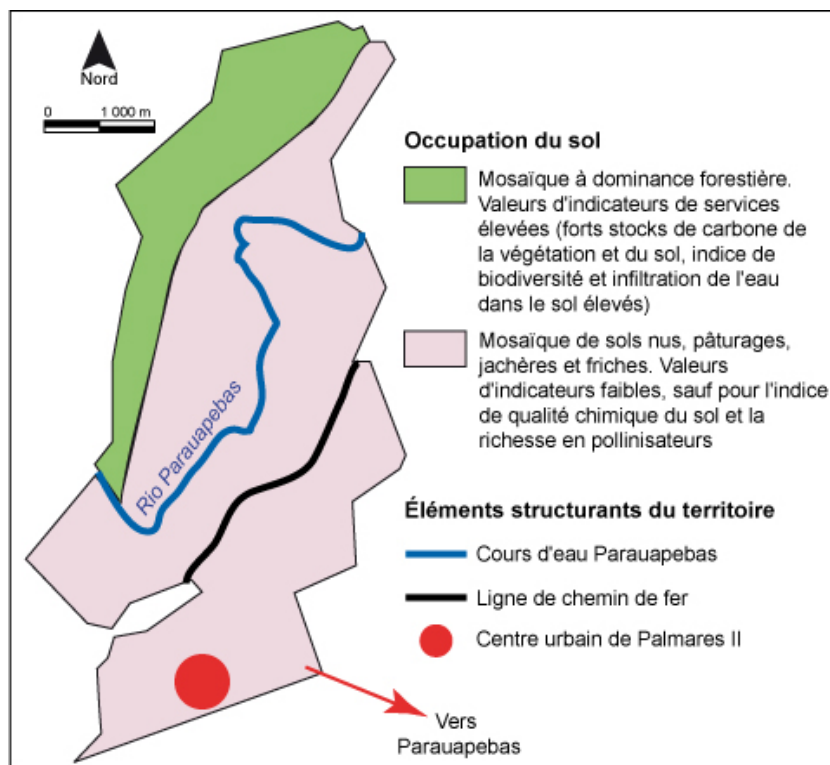 Nord
0 1 000 m
Occupation du sol
Mosaïque à dominance forestière.
Valeurs d'indicateurs de services
élevées (forts stocks de carbone de
la végétation et du sol, indice de
biodiversité et infiltration de l'eau
dans le sol élevés)
Mosaïque de sols nus, pâturages,
jachères et friches. Valeurs
d'indicateurs faibles, sauf pour l'indice
de qualité chimique du sol et la
richesse en pollinisateurs
Rio Parauapebas
Éléments structurants du territoire
Cours d'eau Parauapebas
Ligne de chemin de fer
Centre urbain de Palmares II
Vers
Parauapebas